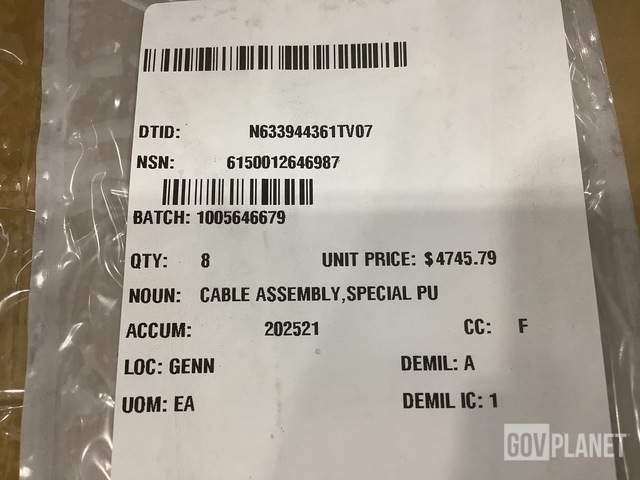 DTID: N633944361TV07
NSN: 6150012646987
BATCH: 1005646679
QTY: 8 UNIT PRICE: $4745.79
NOUN: CABLE ASSEMBLY,SPECIAL PU
ACCUM: 202521 CC: F
LOC: GENN DEMIL: A
UOM: EA DEMIL IC: 1
GOVPLANET